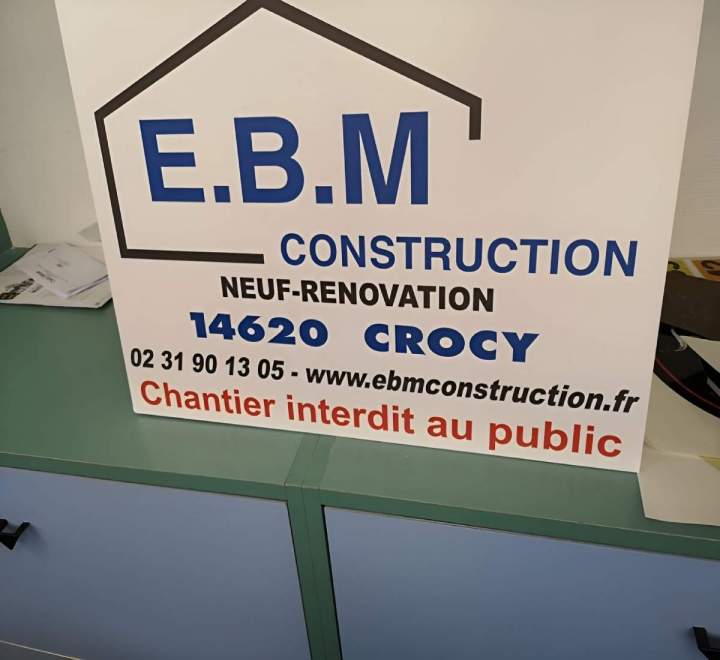 E.B.M
CONSTRUCTION
NEUF-RENOVATION
14620 CROCY
02 31 90 13 05 - www.ebmconstruction.fr
Chantier interdit au public